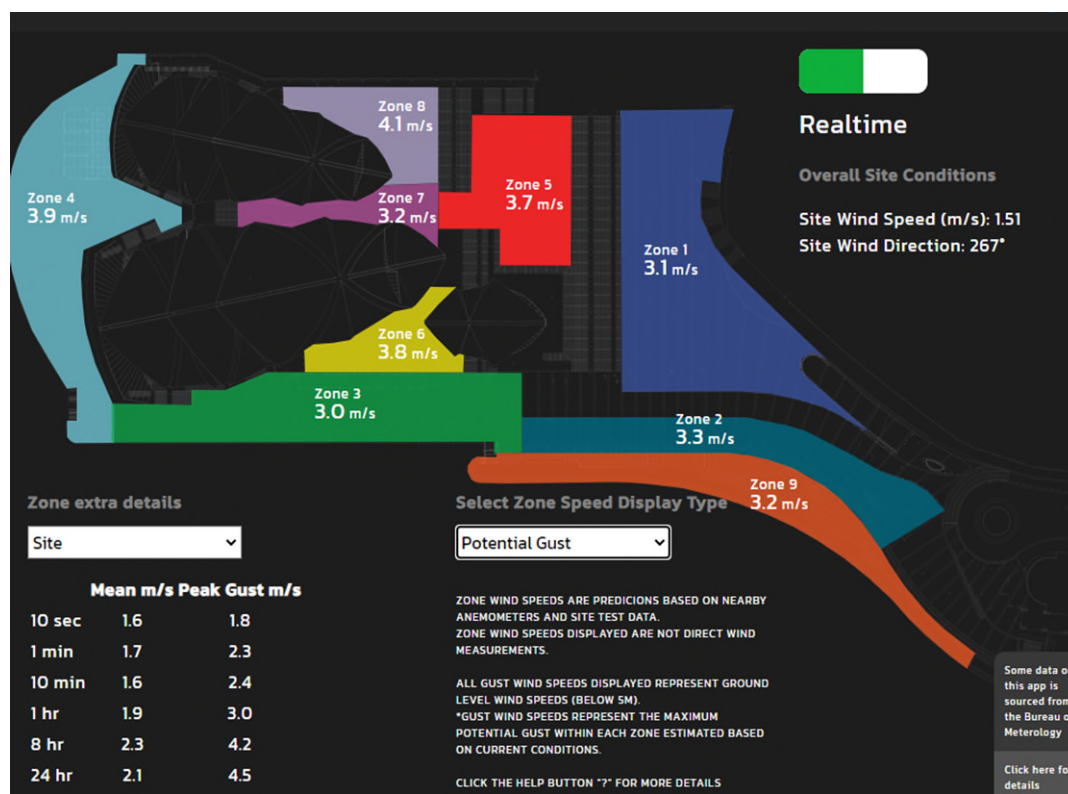 Zone 8
4.1 m/s
Zone 4
3.9 m/s
Zone 7
3.2 m/s
Zone 5
3.7 m/s
Zone 1
3.1 m/s
Zone 6
3.8 m/s
Zone 3
3.0 m/s
Zone 2
3.3 m/s
Zone 9
3.2 m/s
Realtime
Overall Site Conditions
Site Wind Speed (m/s): 1.51
Site Wind Direction: 267°
Zone extra details
Site
Mean m/s Peak Gust m/s
10 sec 1.6 1.8
1 min 1.7 2.3
10 min 1.6 2.4
1 hr 1.9 3.0
8 hr 2.3 4.2
24 hr 2.1 4.5
Select Zone Speed Display Type
Potential Gust
ZONE WIND SPEEDS ARE PREDICIONS BASED ON NEARBY
ANEMOMETERS AND SITE TEST DATA.
ZONE WIND SPEEDS DISPLAYED ARE NOT DIRECT WIND
MEASUREMENTS.
ALL GUST WIND SPEEDS DISPLAYED REPRESENT GROUND
LEVEL WIND SPEEDS (BELOW 5M).
*GUST WIND SPEEDS REPRESENT THE MAXIMUM
POTENTIAL GUST WITHIN EACH ZONE ESTIMATED BASED
ON CURRENT CONDITIONS.
CLICK THE HELP BUTTON "?" FOR MORE DETAILS
Some data o
this app is
sourced from
the Bureau o
Meterology
Click here fo
details